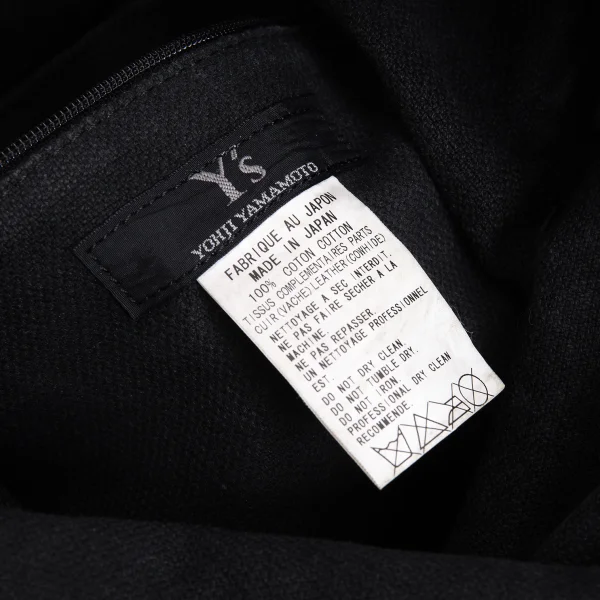 Y's
YOHJI YAMAMOTO
FABRIQUE AU JAPON
MADE IN JAPAN
100% COTON COTTON
TISSUS COMPLEMENTAIRES PARTS
CUIR(VACHE)LEATHER(COWHIDE)
NETTOYAGE A SEC INTERDIT.
NE PAS FAIRE SECHER A LA
MACHINE.
NE PAS REPASSER.
UN NETTOYAGE PROFESSIONNEL
EST.
DO NOT DRY CLEAN.
DO NOT TUMBLE DRY.
DO NOT IRON.
PROFESSIONAL DRY CLEAN
RECOMMENDE.